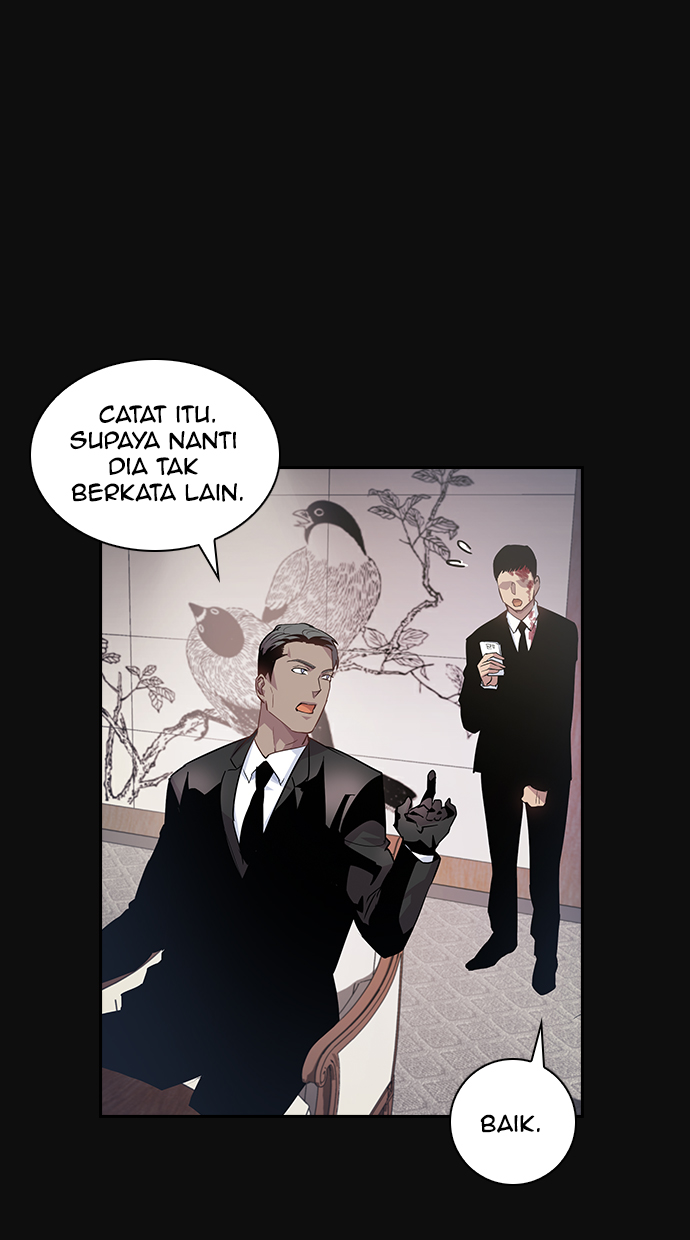 CATAT ITU.
SUPAYA NANTI
DIA TAK
BERKATA LAIN.
BAIK.